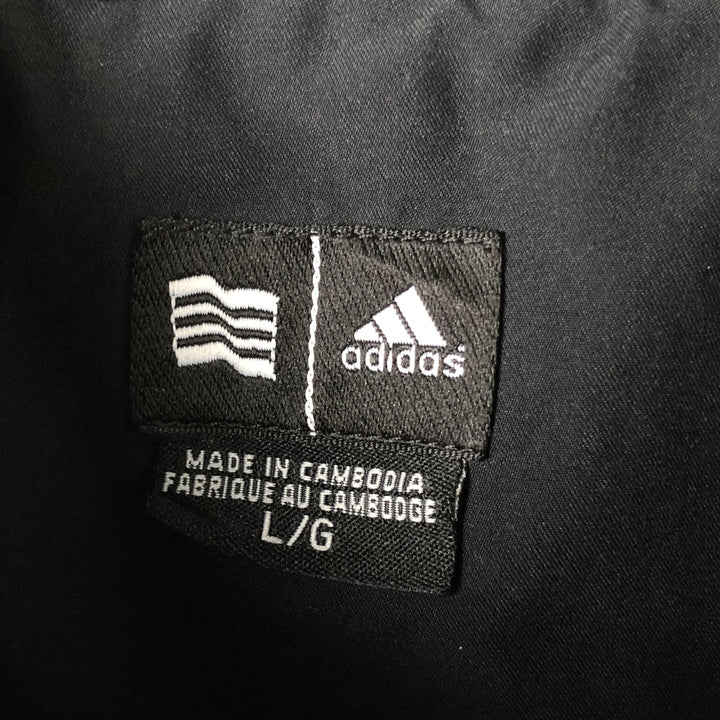 adidas
MADE IN CAMBODIA
FABRIQUE AU CAMBODGE
L/G